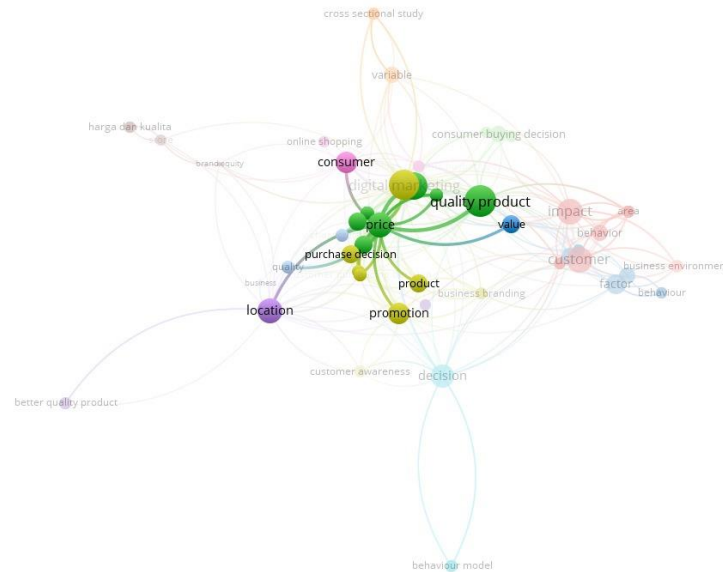 cross sectional study
variable
harga dan kualita
online shopping
consumer buying decision
consumer
brand equity
digital marketing
quality product
impact
area
price
value
behavior
purchase decision
customer
quality
business environmen
business
product
factor
business branding
behaviour
location
promotion
customer awareness
decision
better quality product
behaviour model